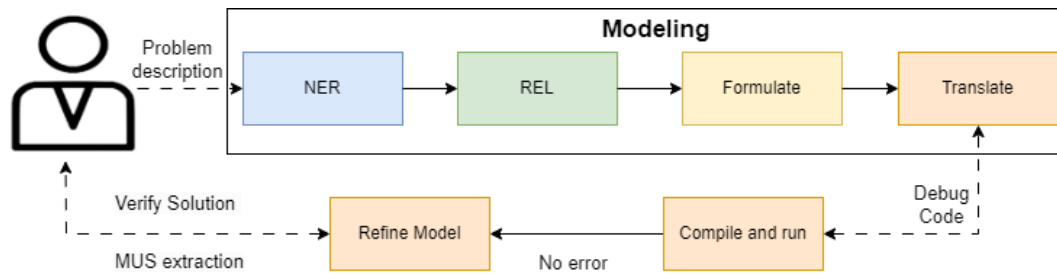 Modeling
Problem
description
NER
REL
Formulate
Translate
Verify Solution
MUS extraction
Refine Model
No error
Compile and run
Debug
Code